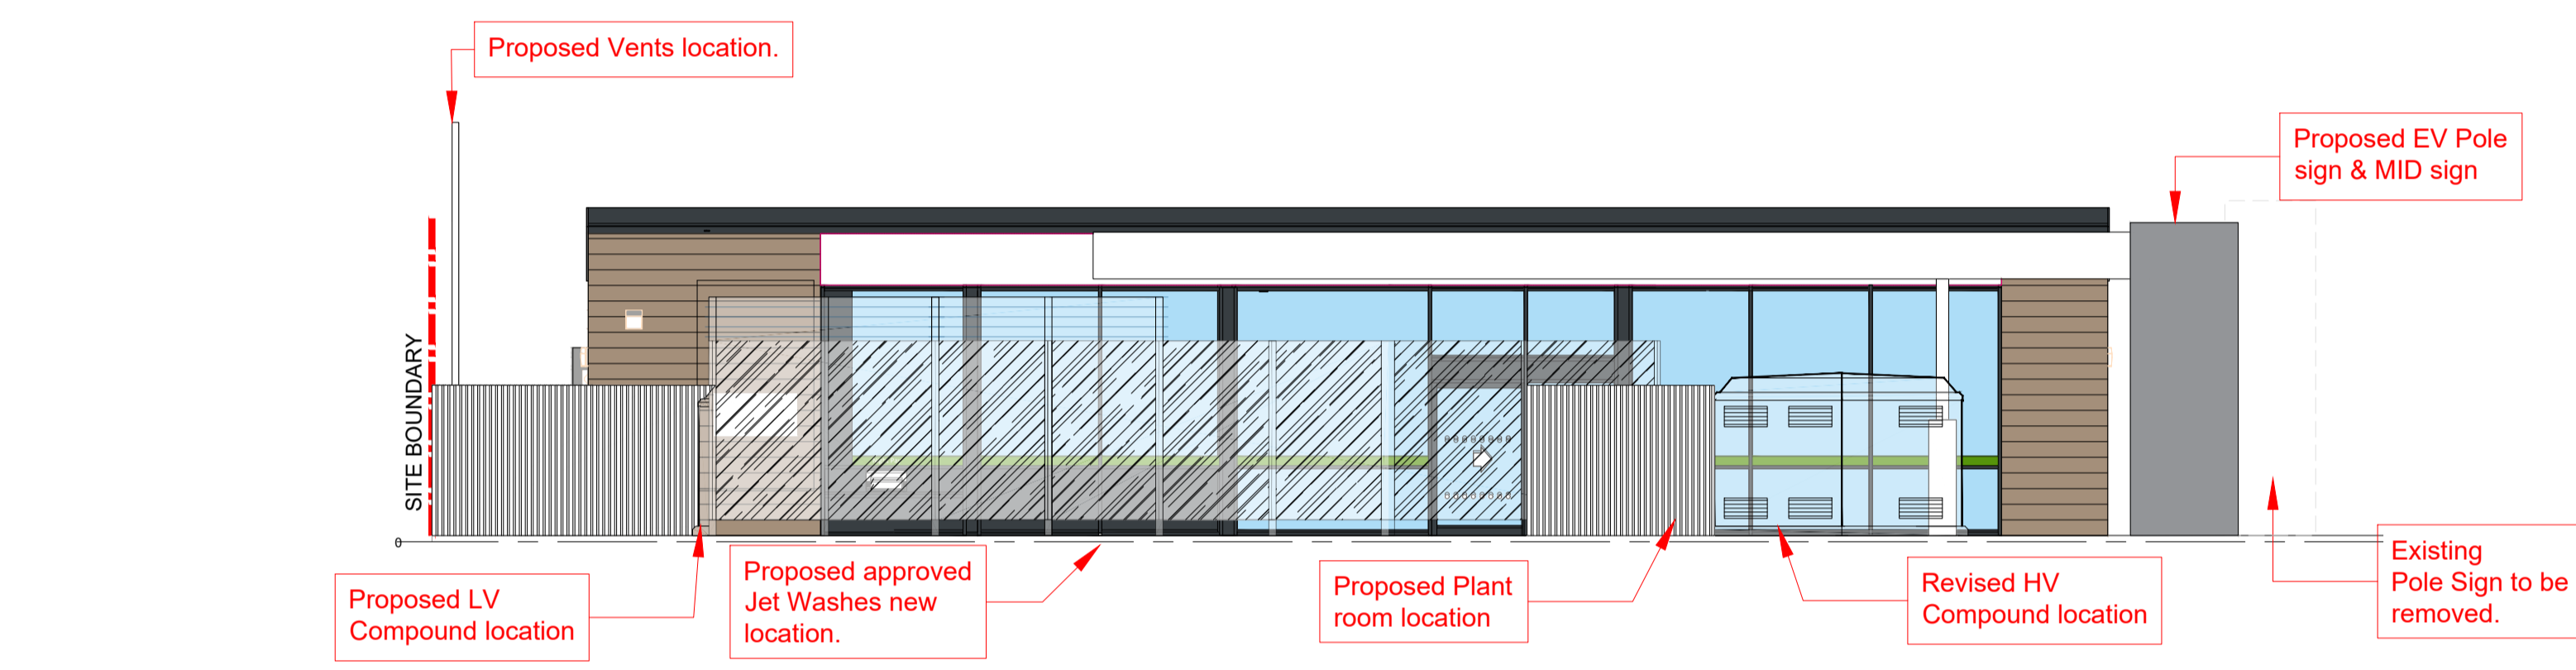 Proposed Vents location.
Proposed EV Pole
sign & MID sign
SITE BOUNDARY
0
Proposed LV
Compound location
Proposed approved
Jet Washes new
location.
Proposed Plant
room location
Revised HV
Compound location
Existing
Pole Sign to be
removed.